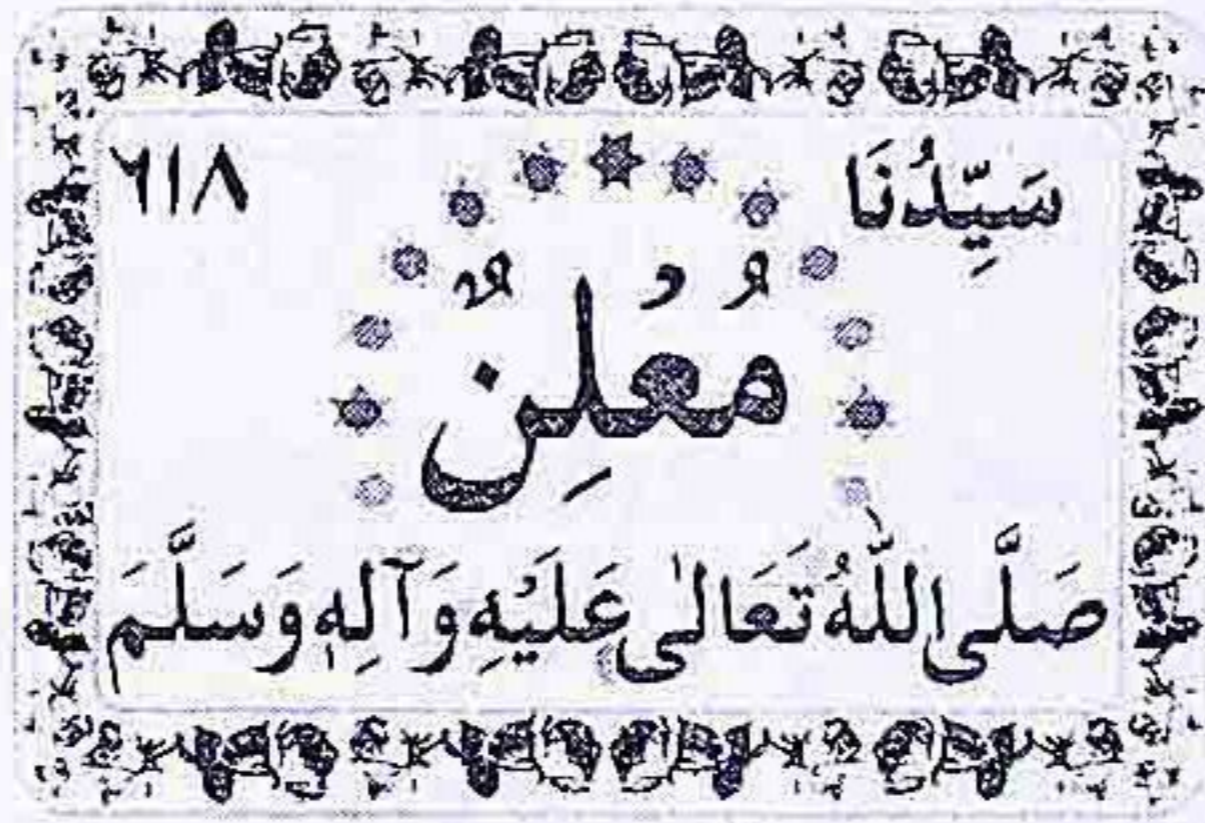 سَيِّدُنَا ٦١٨
مُعْلِنٌ
صَلَّى اللّٰهُ تَعَالٰى عَلَيْهِ وَآلِهٖ وَسَلَّمَ